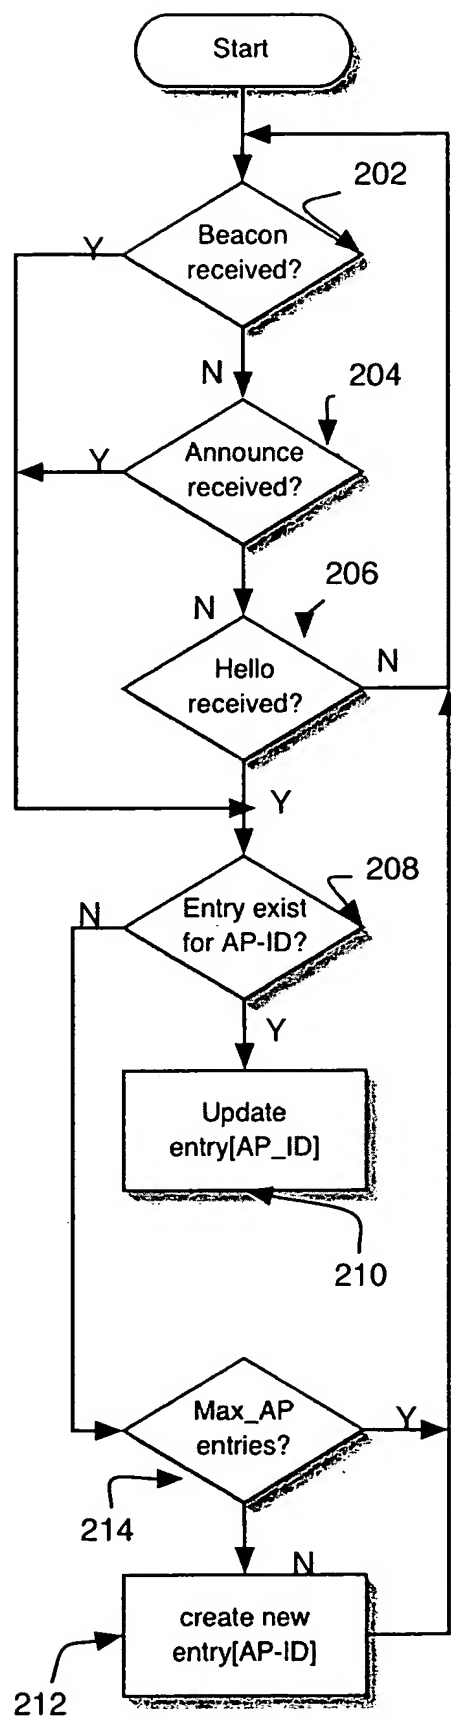 Start
202
Beacon
received?
Y
N
204
Announce
received?
Y
206
N
Hello
received?
N
Y
208
Entry exist
for AP-ID?
N
Y
Update
entry[AP_ID]
210
Max_AP
entries?
Y
214
N
create new
entry[AP-ID]
212